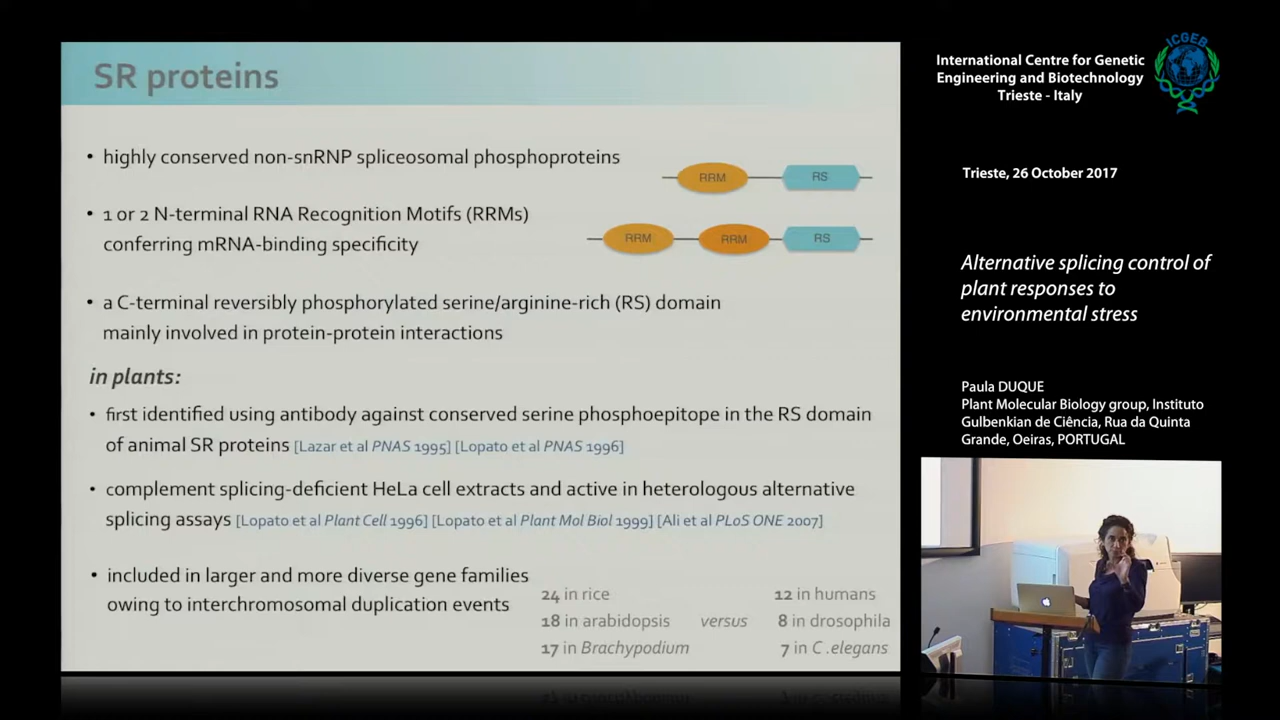 SR proteins
• highly conserved non-snRNP spliceosomal phosphoproteins
RRM RS
• 1 or 2 N-terminal RNA Recognition Motifs (RRMs)
conferring mRNA-binding specificity
RRM RRM RS
• a C-terminal reversibly phosphorylated serine/arginine-rich (RS) domain
mainly involved in protein-protein interactions
in plants:
• first identified using antibody against conserved serine phosphoepitope in the RS domain
of animal SR proteins [Lazar et al PNAS 1995] [Lopato et al PNAS 1996]
• complement splicing-deficient HeLa cell extracts and active in heterologous alternative
splicing assays [Lopato et al Plant Cell 1996] [Lopato et al Plant Mol Biol 1999] [Ali et al PLoS ONE 2007]
• included in larger and more diverse gene families
owing to interchromosomal duplication events
24 in rice
18 in arabidopsis
17 in Brachypodium
versus
12 in humans
8 in drosophila
7 in C .elegans
International Centre for Genetic
Engineering and Biotechnology
Trieste - Italy
ICGEB
Trieste, 26 October 2017
Alternative splicing control of
plant responses to
environmental stress
Paula DUQUE
Plant Molecular Biology group, Instituto
Gulbenkian de Ciência, Rua da Quinta
Grande, Oeiras, PORTUGAL